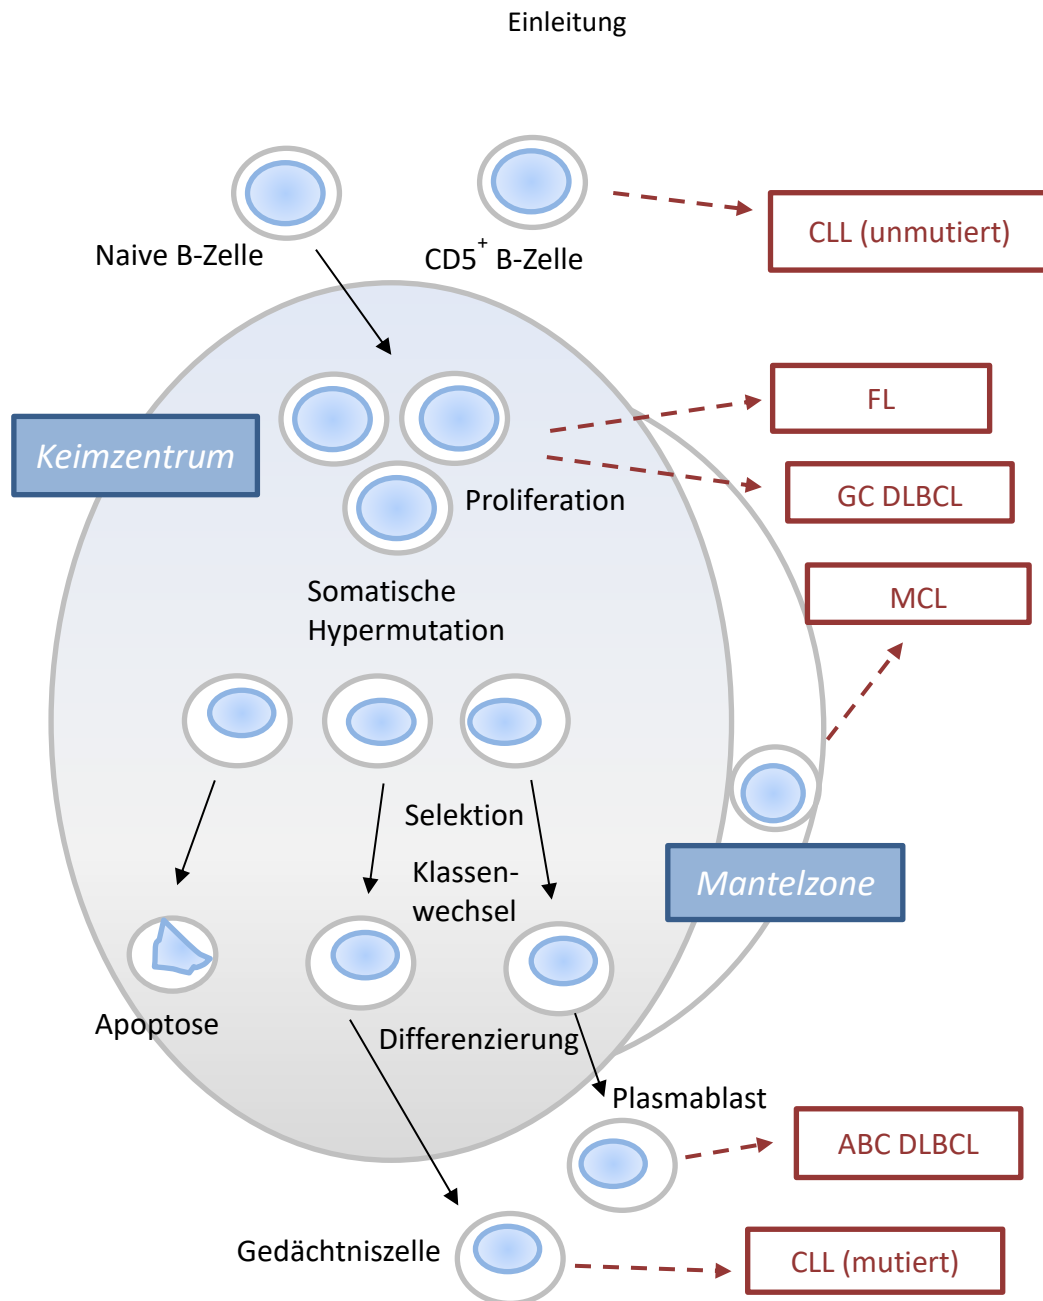 Einleitung
Naive B-Zelle
CD5+ B-Zelle
CLL (unmutiert)
FL
Keimzentrum
GC DLBCL
Proliferation
MCL
Somatische
Hypermutation
Selektion
Klassen-
wechsel
Mantelzone
Apoptose
Differenzierung
Plasmablast
ABC DLBCL
Gedächtniszelle
CLL (mutiert)